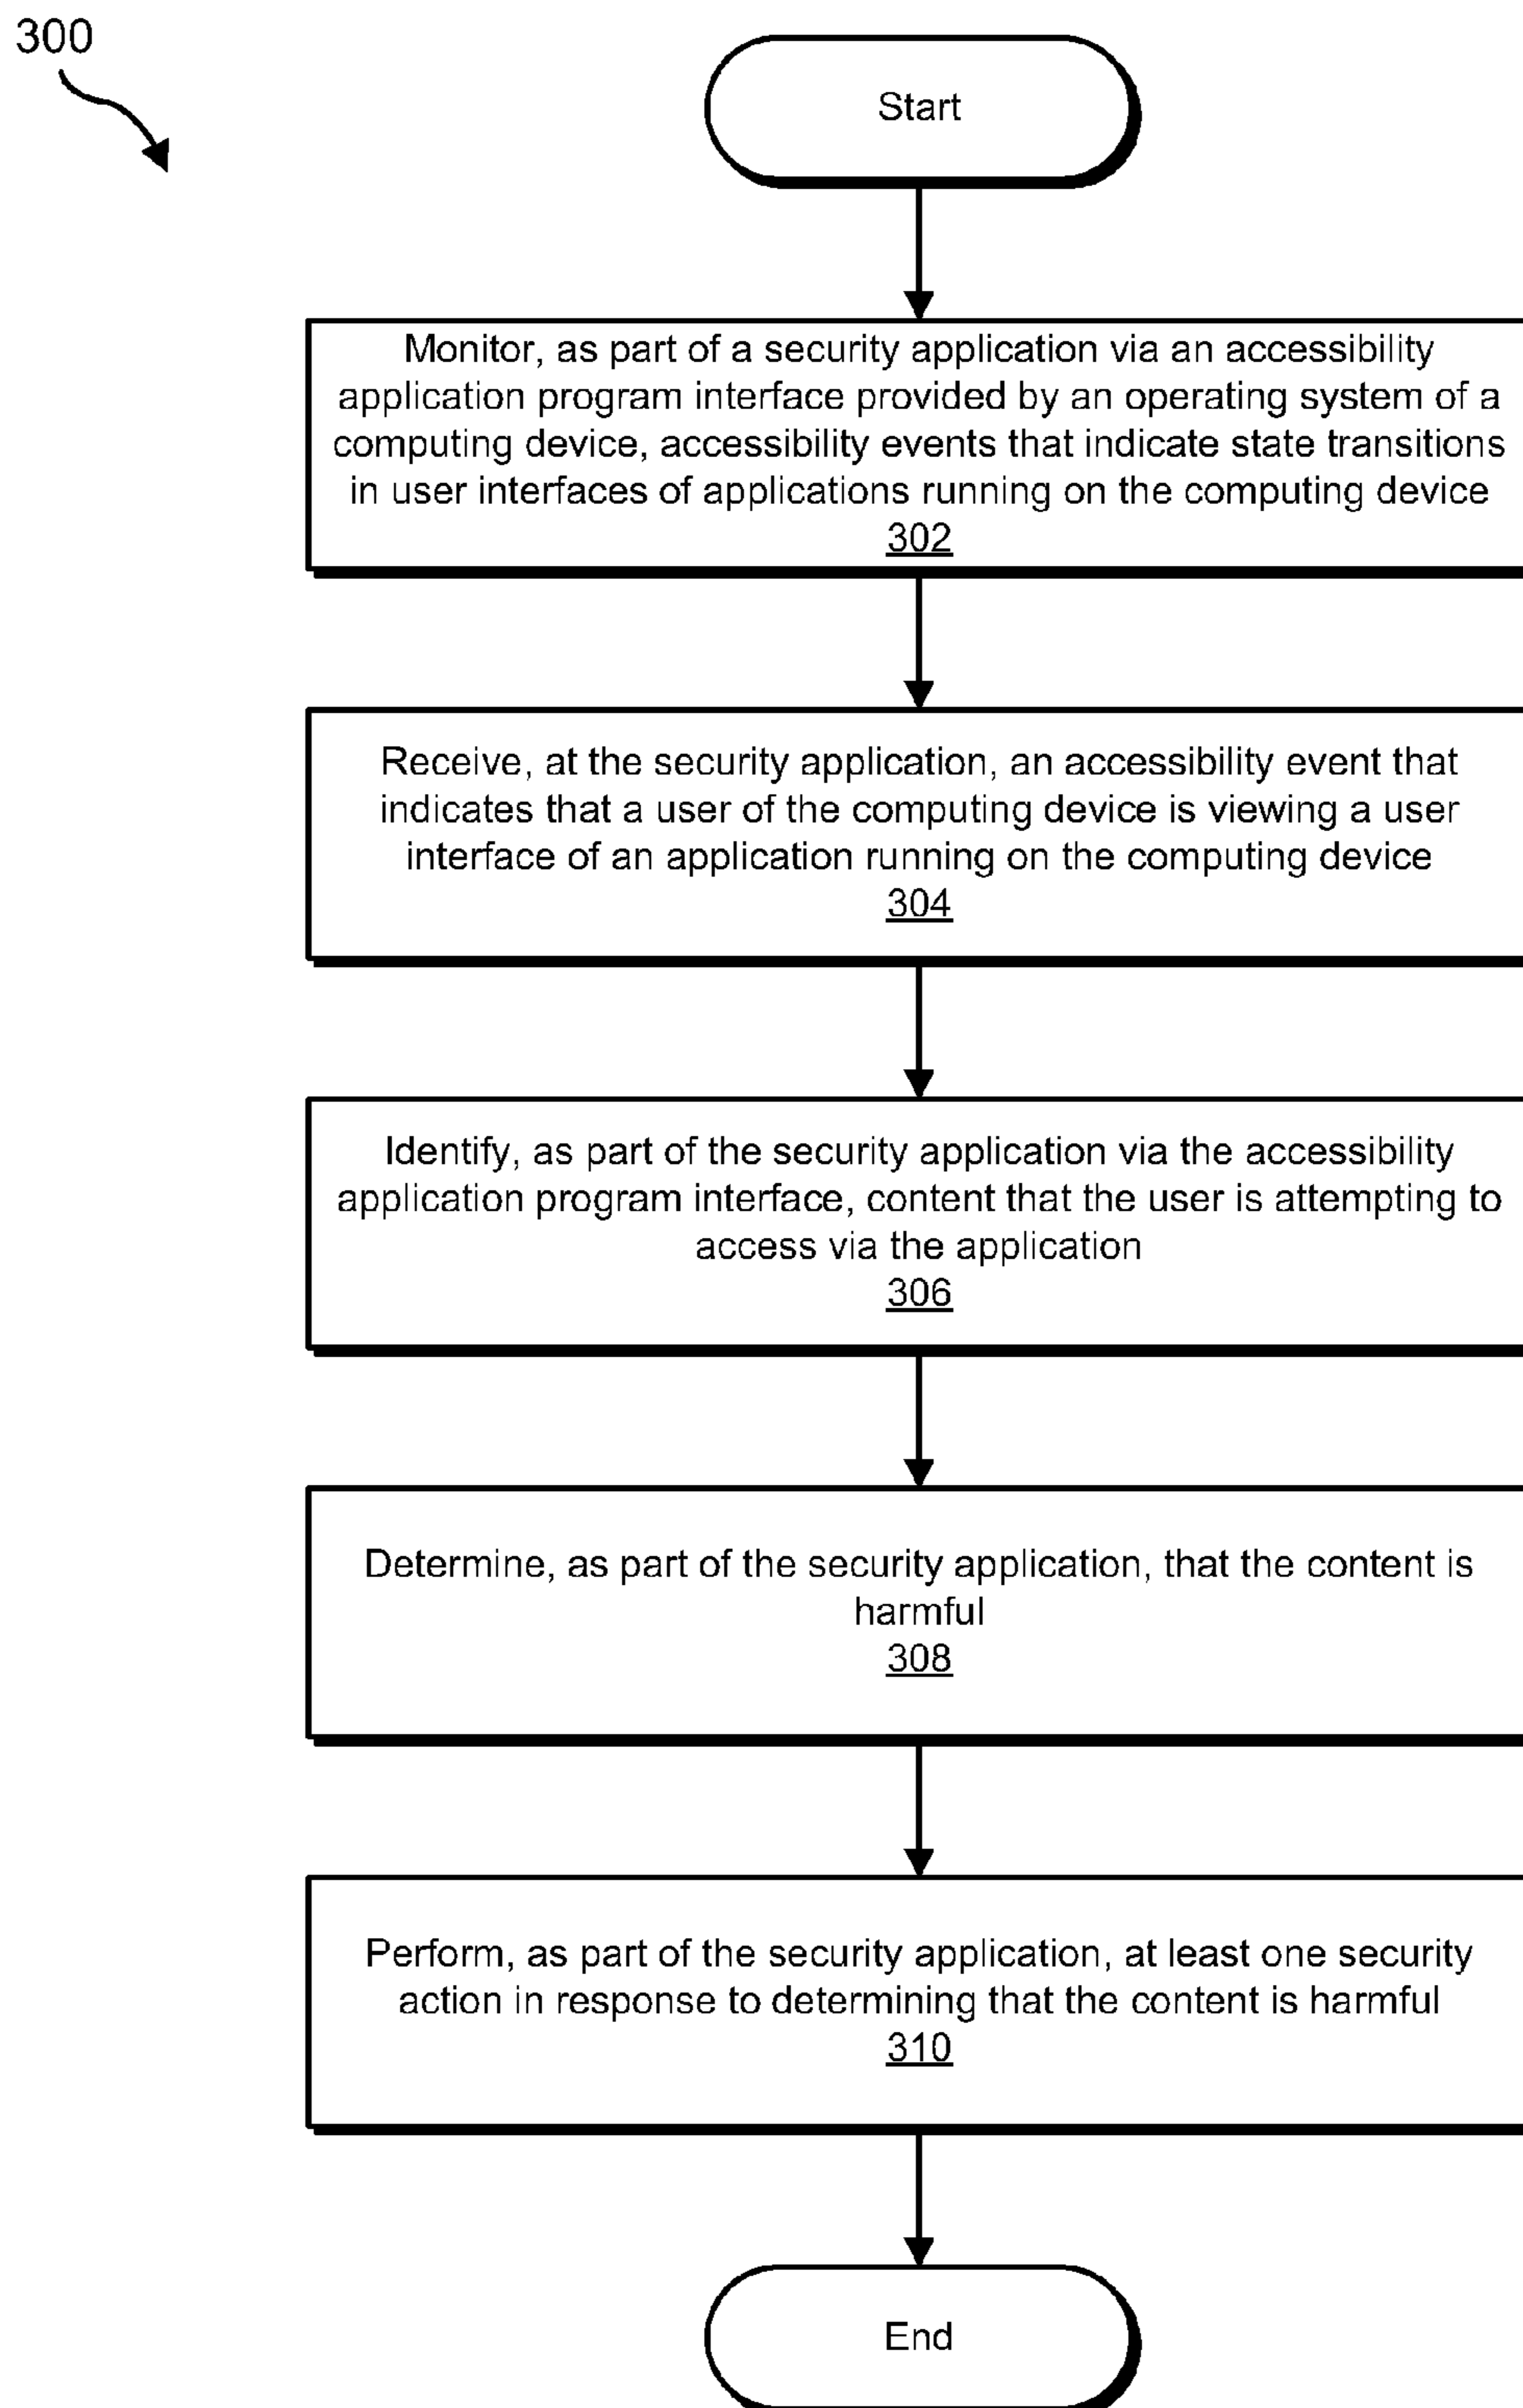 300
Start
Monitor, as part of a security application via an accessibility
application program interface provided by an operating system of a
computing device, accessibility events that indicate state transitions
in user interfaces of applications running on the computing device
302
Receive, at the security application, an accessibility event that
indicates that a user of the computing device is viewing a user
interface of an application running on the computing device
304
Identify, as part of the security application via the accessibility
application program interface, content that the user is attempting to
access via the application
306
Determine, as part of the security application, that the content is
harmful
308
Perform, as part of the security application, at least one security
action in response to determining that the content is harmful
310
End